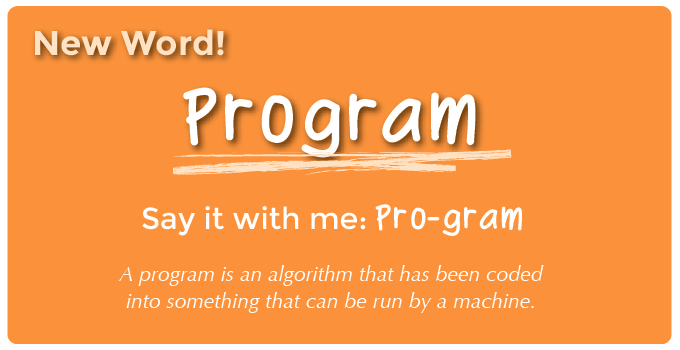 New Word!
Program
Say it with me: Pro-gram
A program is an algorithm that has been coded
into something that can be run by a machine.